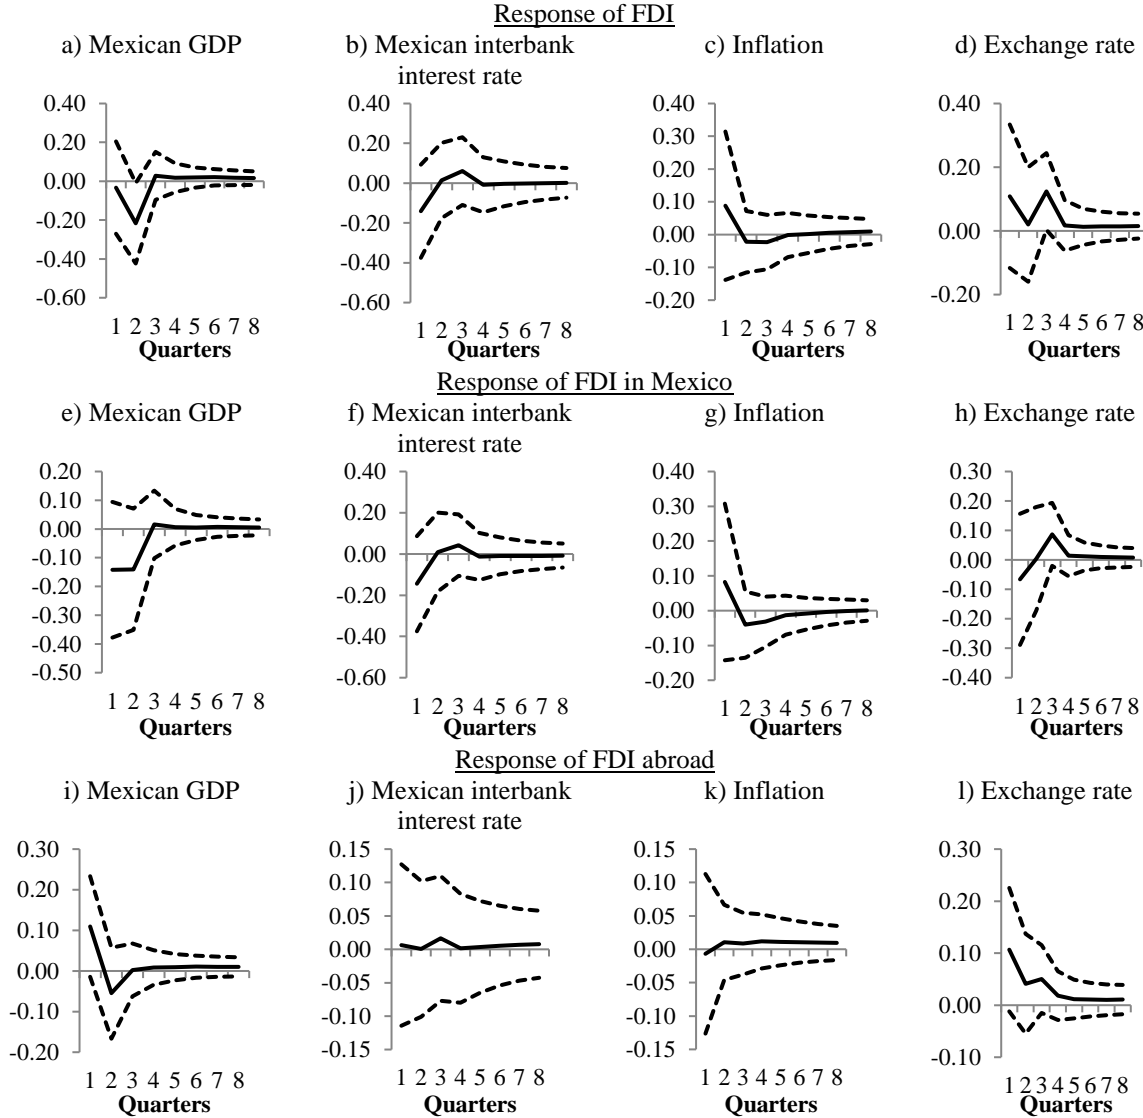 Response of FDI
a) Mexican GDP
b) Mexican interbank
interest rate
c) Inflation
d) Exchange rate
0.40
0.20
0.00
-0.20
-0.40
-0.60
1 2 3 4 5 6 7 8
Quarters
0.40
0.20
0.00
-0.20
-0.40
-0.60
1 2 3 4 5 6 7 8
Quarters
0.40
0.30
0.20
0.10
0.00
-0.10
-0.20
1 2 3 4 5 6 7 8
Quarters
0.40
0.20
0.00
-0.20
1 2 3 4 5 6 7 8
Quarters
Response of FDI in Mexico
e) Mexican GDP
f) Mexican interbank
interest rate
g) Inflation
h) Exchange rate
0.20
0.10
0.00
-0.10
-0.20
-0.30
-0.40
-0.50
1 2 3 4 5 6 7 8
Quarters
0.40
0.20
0.00
-0.20
-0.40
-0.60
1 2 3 4 5 6 7 8
Quarters
0.40
0.30
0.20
0.10
0.00
-0.10
-0.20
1 2 3 4 5 6 7 8
Quarters
0.30
0.20
0.10
0.00
-0.10
-0.20
-0.30
-0.40
1 2 3 4 5 6 7 8
Quarters
Response of FDI abroad
i) Mexican GDP
j) Mexican interbank
interest rate
k) Inflation
l) Exchange rate
0.30
0.20
0.10
0.00
-0.10
-0.20
1 2 3 4 5 6 7 8
Quarters
0.15
0.10
0.05
0.00
-0.05
-0.10
-0.15
1 2 3 4 5 6 7 8
Quarters
0.15
0.10
0.05
0.00
-0.05
-0.10
-0.15
1 2 3 4 5 6 7 8
Quarters
0.30
0.20
0.10
0.00
-0.10
1 2 3 4 5 6 7 8
Quarters